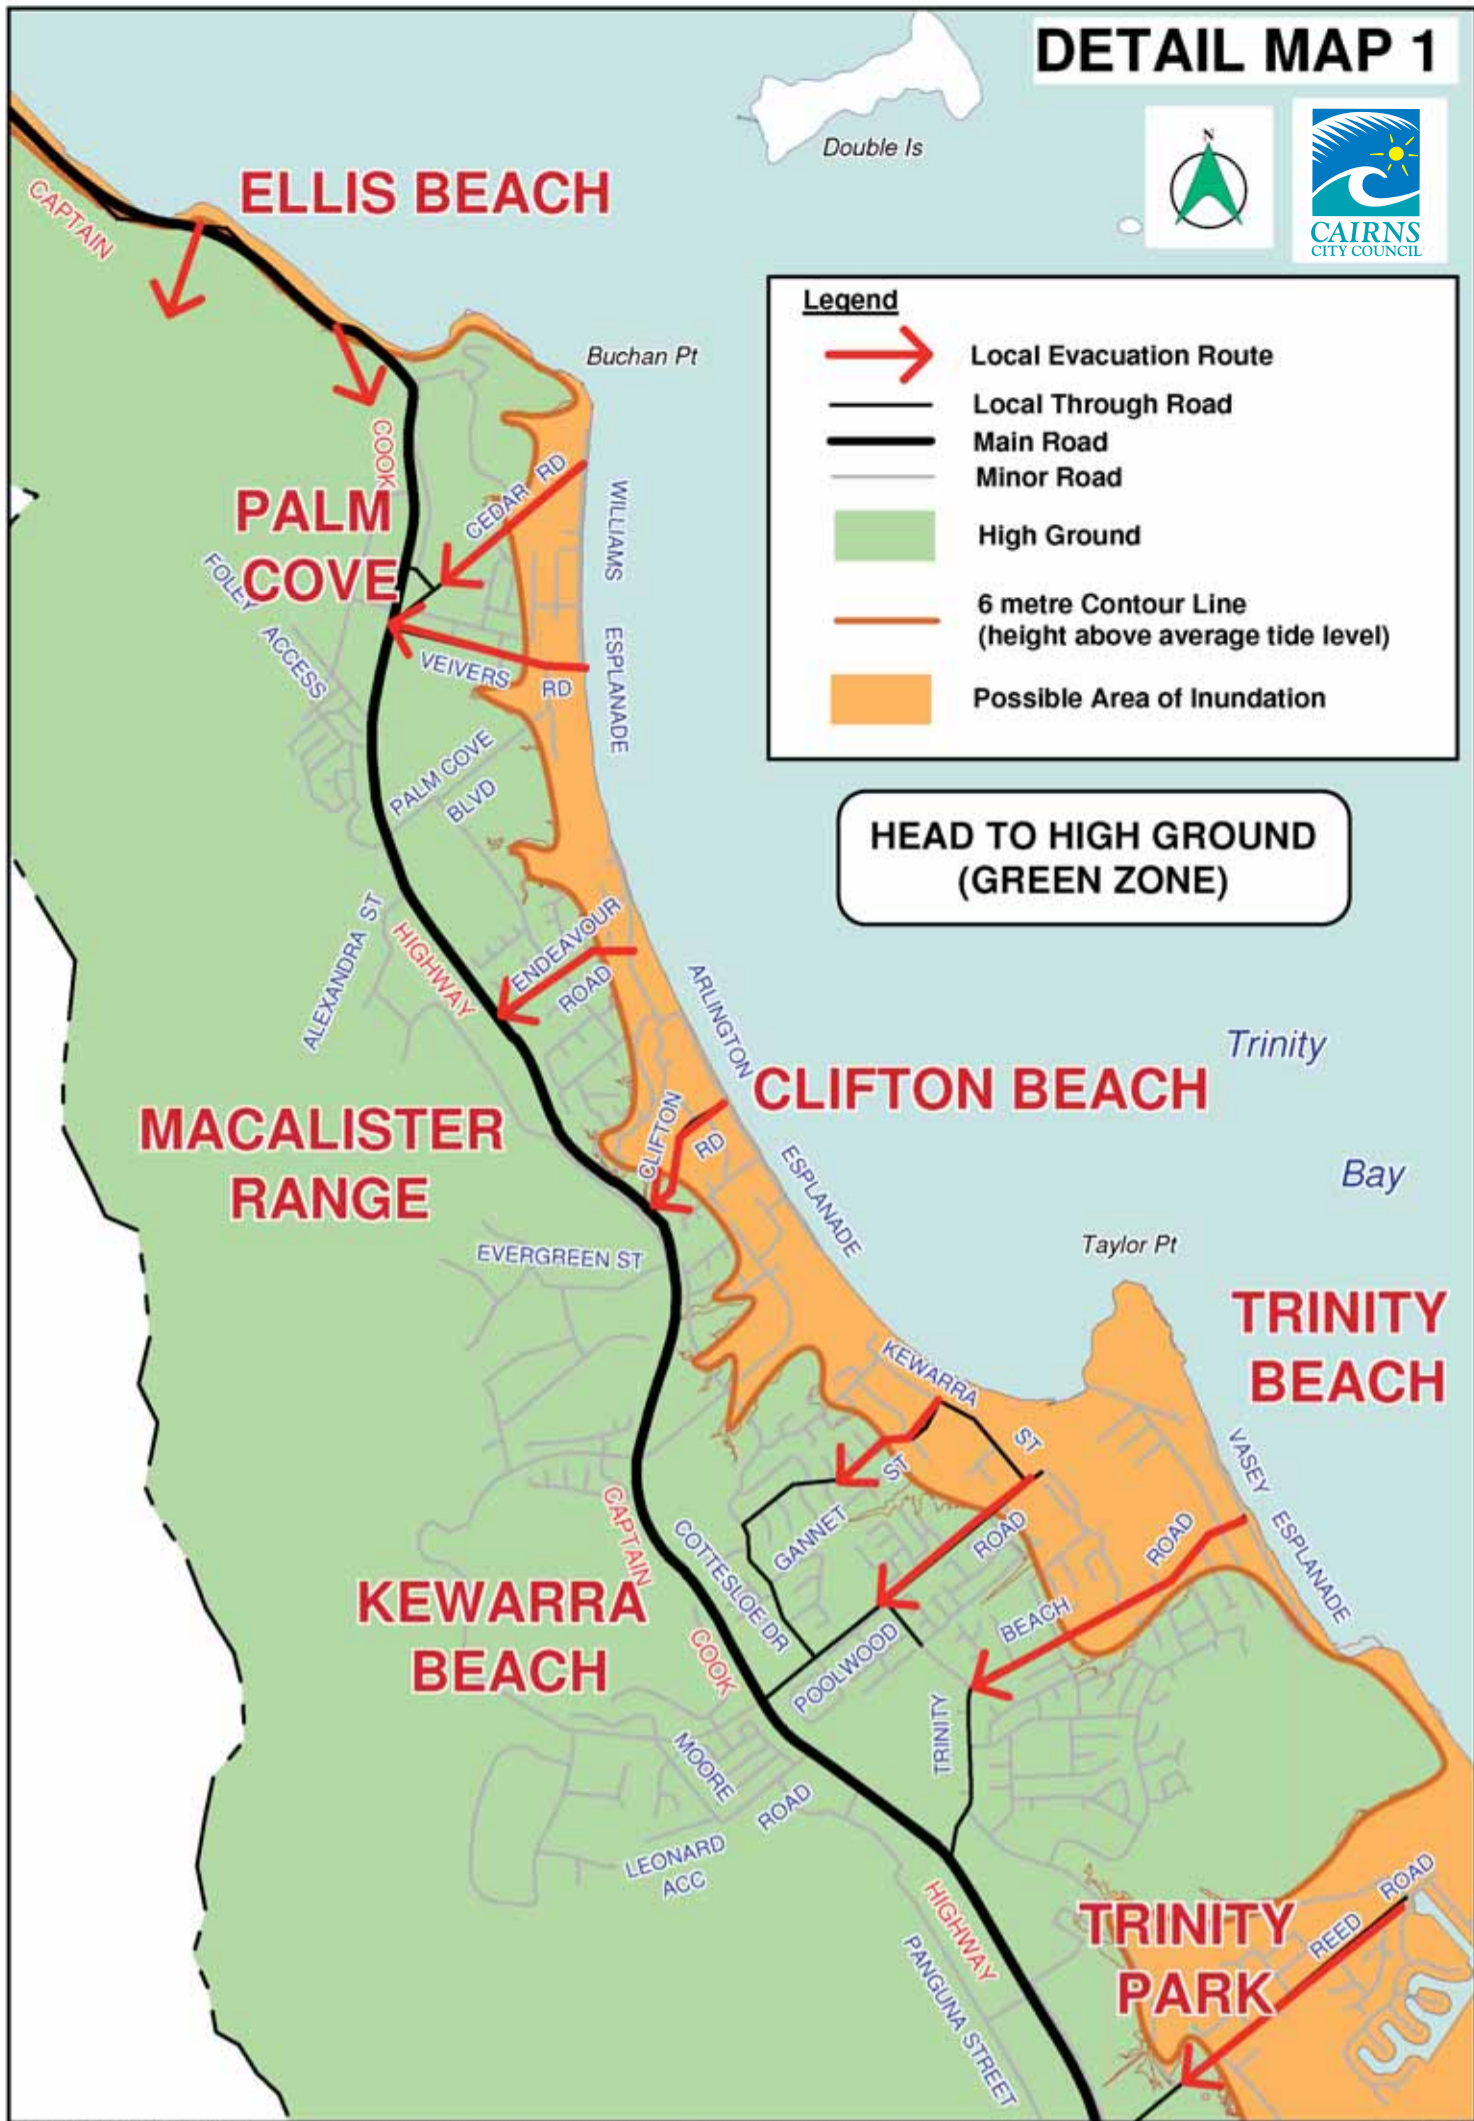 DETAIL MAP 1
N
CAIRNS
CITY COUNCIL
Double Is
ELLIS BEACH
CAPTAIN
Legend
Local Evacuation Route
Local Through Road
Main Road
Minor Road
High Ground
6 metre Contour Line
(height above average tide level)
Possible Area of Inundation
Buchan Pt
COOK
CEDAR RD
WILLIAMS
ESPLANADE
PALM
COVE
FOLEY
ACCESS
VEIVERS
RD
PALM COVE
BLVD
HEAD TO HIGH GROUND
(GREEN ZONE)
ALEXANDRA ST
HIGHWAY
ENDEAVOUR
ROAD
ARLINGTON
ESPLANADE
Trinity
Bay
CLIFTON BEACH
CLIFTON
RD
MACALISTER
RANGE
EVERGREEN ST
Taylor Pt
TRINITY
BEACH
KEWARRA
ST
VASEY
ESPLANADE
CAPTAIN
COTTESLOE DR
GANNET
ST
ROAD
POOLWOOD
ROAD
BEACH
TRINITY
KEWARRA
BEACH
COOK
MOORE
ROAD
LEONARD
ACC
HIGHWAY
PANGUNA STREET
TRINITY
PARK
REED
ROAD